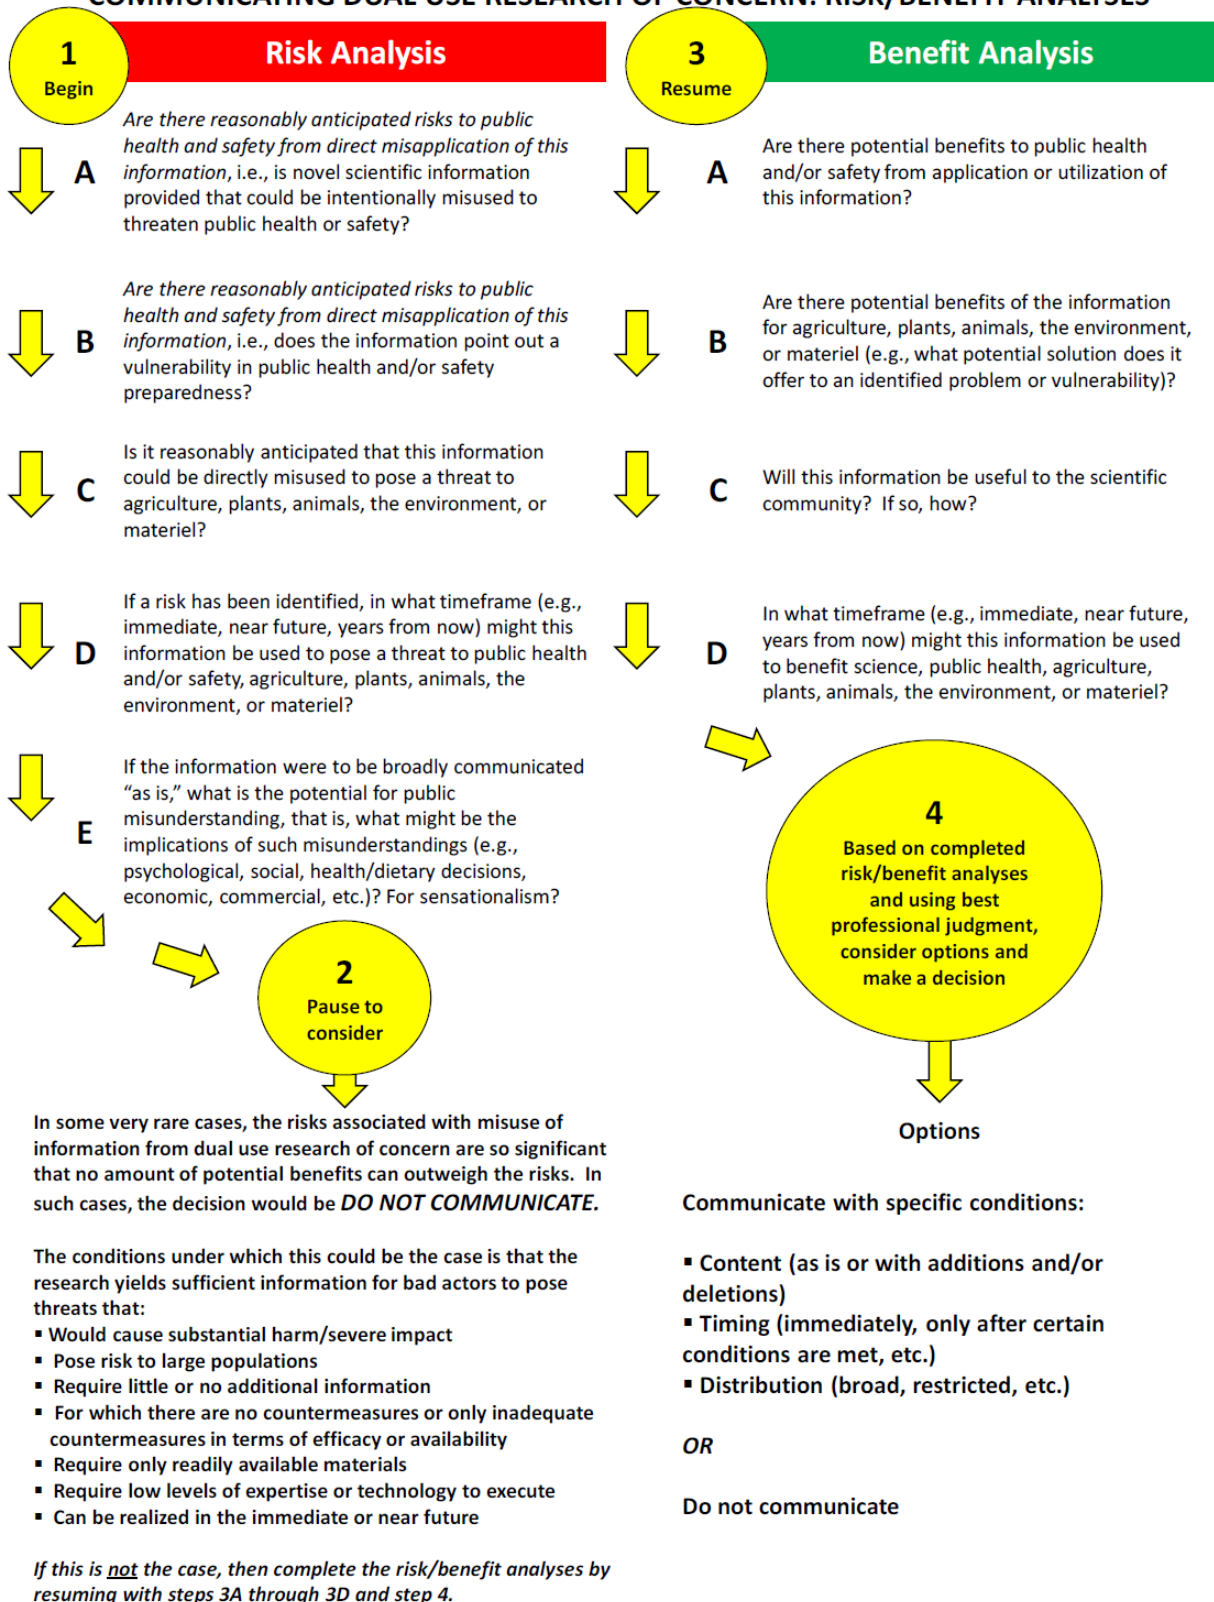 COMMUNICATING DUAL USE RESEARCH OF CONCERN: RISK/BENEFIT ANALYSES
1
Begin
Risk Analysis
A
Are there reasonably anticipated risks to public
health and safety from direct misapplication of this
information, i.e., is novel scientific information
provided that could be intentionally misused to
threaten public health or safety?
B
Are there reasonably anticipated risks to public
health and safety from direct misapplication of this
information, i.e., does the information point out a
vulnerability in public health and/or safety
preparedness?
C
Is it reasonably anticipated that this information
could be directly misused to pose a threat to
agriculture, plants, animals, the environment, or
materiel?
D
If a risk has been identified, in what timeframe (e.g.,
immediate, near future, years from now) might this
information be used to pose a threat to public health
and/or safety, agriculture, plants, animals, the
environment, or materiel?
E
If the information were to be broadly communicated
“as is,” what is the potential for public
misunderstanding, that is, what might be the
implications of such misunderstandings (e.g.,
psychological, social, health/dietary decisions,
economic, commercial, etc.)? For sensationalism?
2
Pause to
consider
In some very rare cases, the risks associated with misuse of
information from dual use research of concern are so significant
that no amount of potential benefits can outweigh the risks. In
such cases, the decision would be DO NOT COMMUNICATE.
The conditions under which this could be the case is that the
research yields sufficient information for bad actors to pose
threats that:
▪ Would cause substantial harm/severe impact
▪ Pose risk to large populations
▪ Require little or no additional information
▪ For which there are no countermeasures or only inadequate
countermeasures in terms of efficacy or availability
▪ Require only readily available materials
▪ Require low levels of expertise or technology to execute
▪ Can be realized in the immediate or near future
If this is not the case, then complete the risk/benefit analyses by
resuming with steps 3A through 3D and step 4.
3
Resume
Benefit Analysis
A
Are there potential benefits to public health
and/or safety from application or utilization of
this information?
B
Are there potential benefits of the information
for agriculture, plants, animals, the environment,
or materiel (e.g., what potential solution does it
offer to an identified problem or vulnerability)?
C
Will this information be useful to the scientific
community? If so, how?
D
In what timeframe (e.g., immediate, near future,
years from now) might this information be used
to benefit science, public health, agriculture,
plants, animals, the environment, or materiel?
4
Based on completed
risk/benefit analyses
and using best
professional judgment,
consider options and
make a decision
Options
Communicate with specific conditions:
▪ Content (as is or with additions and/or
deletions)
▪ Timing (immediately, only after certain
conditions are met, etc.)
▪ Distribution (broad, restricted, etc.)
OR
Do not communicate